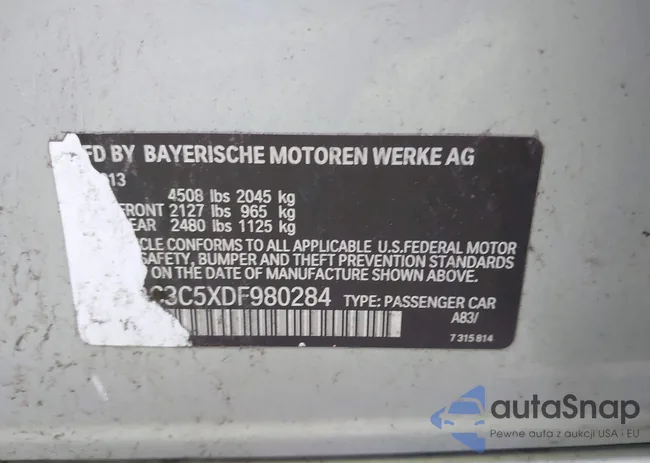 FD BY BAYERISCHE MOTOREN WERKE AG
13
4508 lbs 2045 kg
FRONT 2127 lbs 965 kg
EAR 2480 lbs 1125 kg
CLE CONFORMS TO ALL APPLICABLE U.S.FEDERAL MOTOR
SAFETY, BUMPER AND THEFT PREVENTION STANDARDS
ON THE DATE OF MANUFACTURE SHOWN ABOVE.
3C5XDF980284 TYPE: PASSENGER CAR
A83/
7 315 814
autaSnap
Pewne auta z aukcji USA i EU